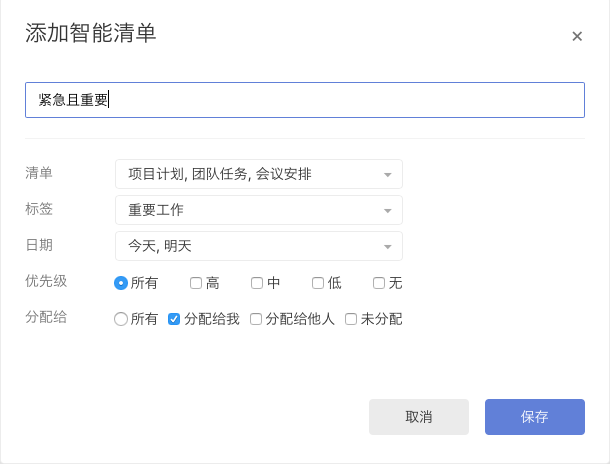 添加智能清单
×
紧急且重要
清单 项目计划, 团队任务, 会议安排
标签 重要工作
日期 今天, 明天
优先级 所有 高 中 低 无
分配给 所有 分配给我 分配给他人 未分配
取消 保存